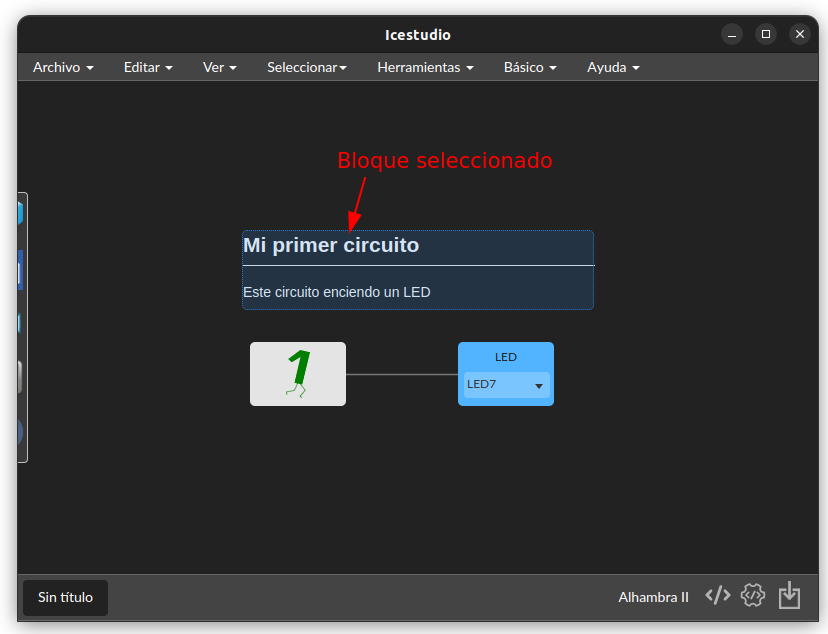 Icestudio
Archivo Editar Ver Seleccionar Herramientas Básico Ayuda
Bloque seleccionado
Mi primer circuito
Este circuito enciendo un LED
1
LED
LED7
Sin título
Alhambra II